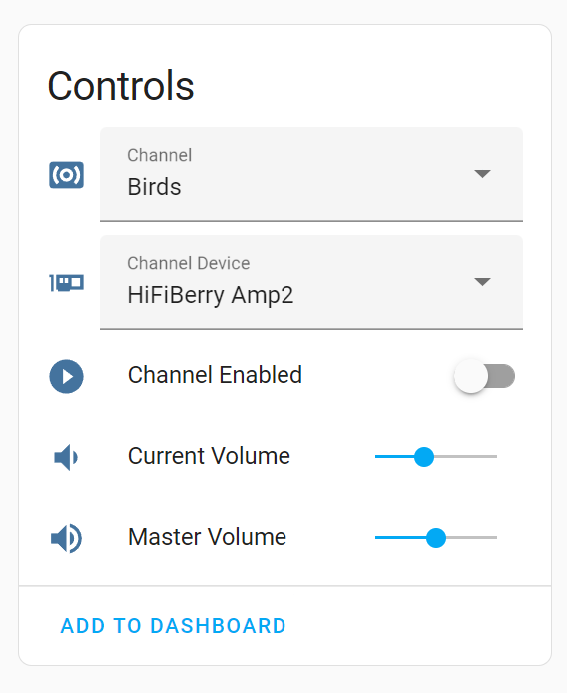 Controls
Channel
Birds
Channel Device
HiFiBerry Amp2
Channel Enabled
Current Volume
Master Volume
ADD TO DASHBOARD